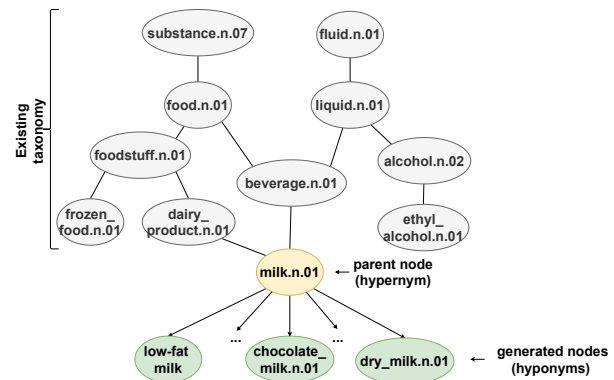 substance.n.07
fluid.n.01
food.n.01
liquid.n.01
Existing
taxonomy
foodstuff.n.01
alcohol.n.02
beverage.n.01
frozen_
food.n.01
dairy_
product.n.01
ethyl_
alcohol.n.01
milk.n.01
parent node
(hypernym)
...
...
low-fat
milk
chocolate_
milk.n.01
dry_milk.n.01
generated nodes
(hyponyms)